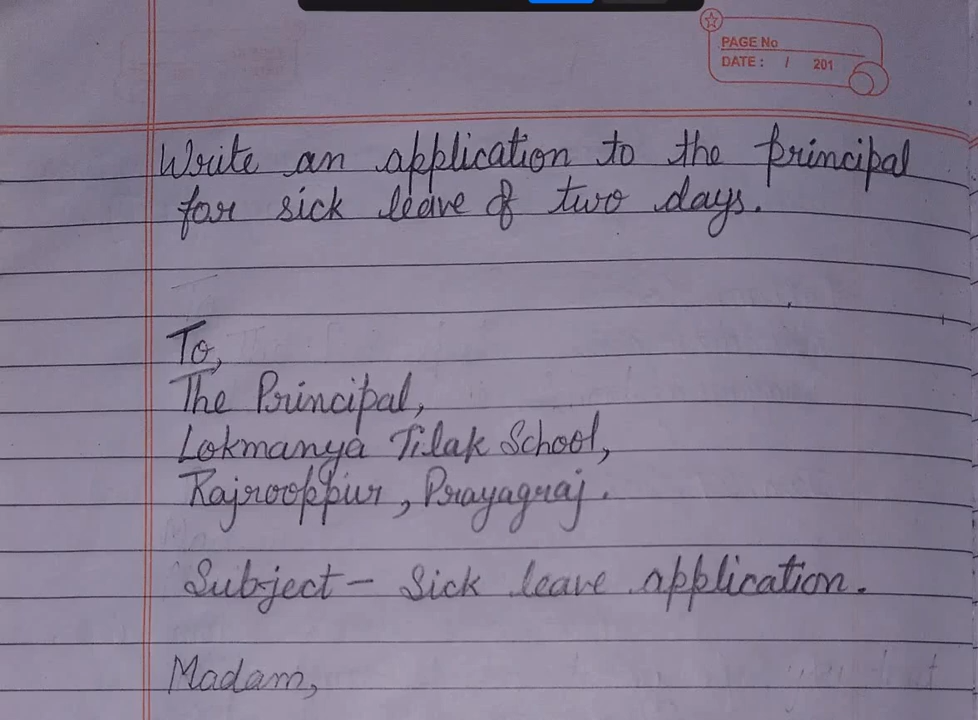 PAGE No
DATE : / 201
Write an application to the principal
for sick leave of two days.
To,
The Principal,
Lokmanya Tilak School,
Rajrooppur, Prayagraj.
Subject - Sick leave application.
Madam,